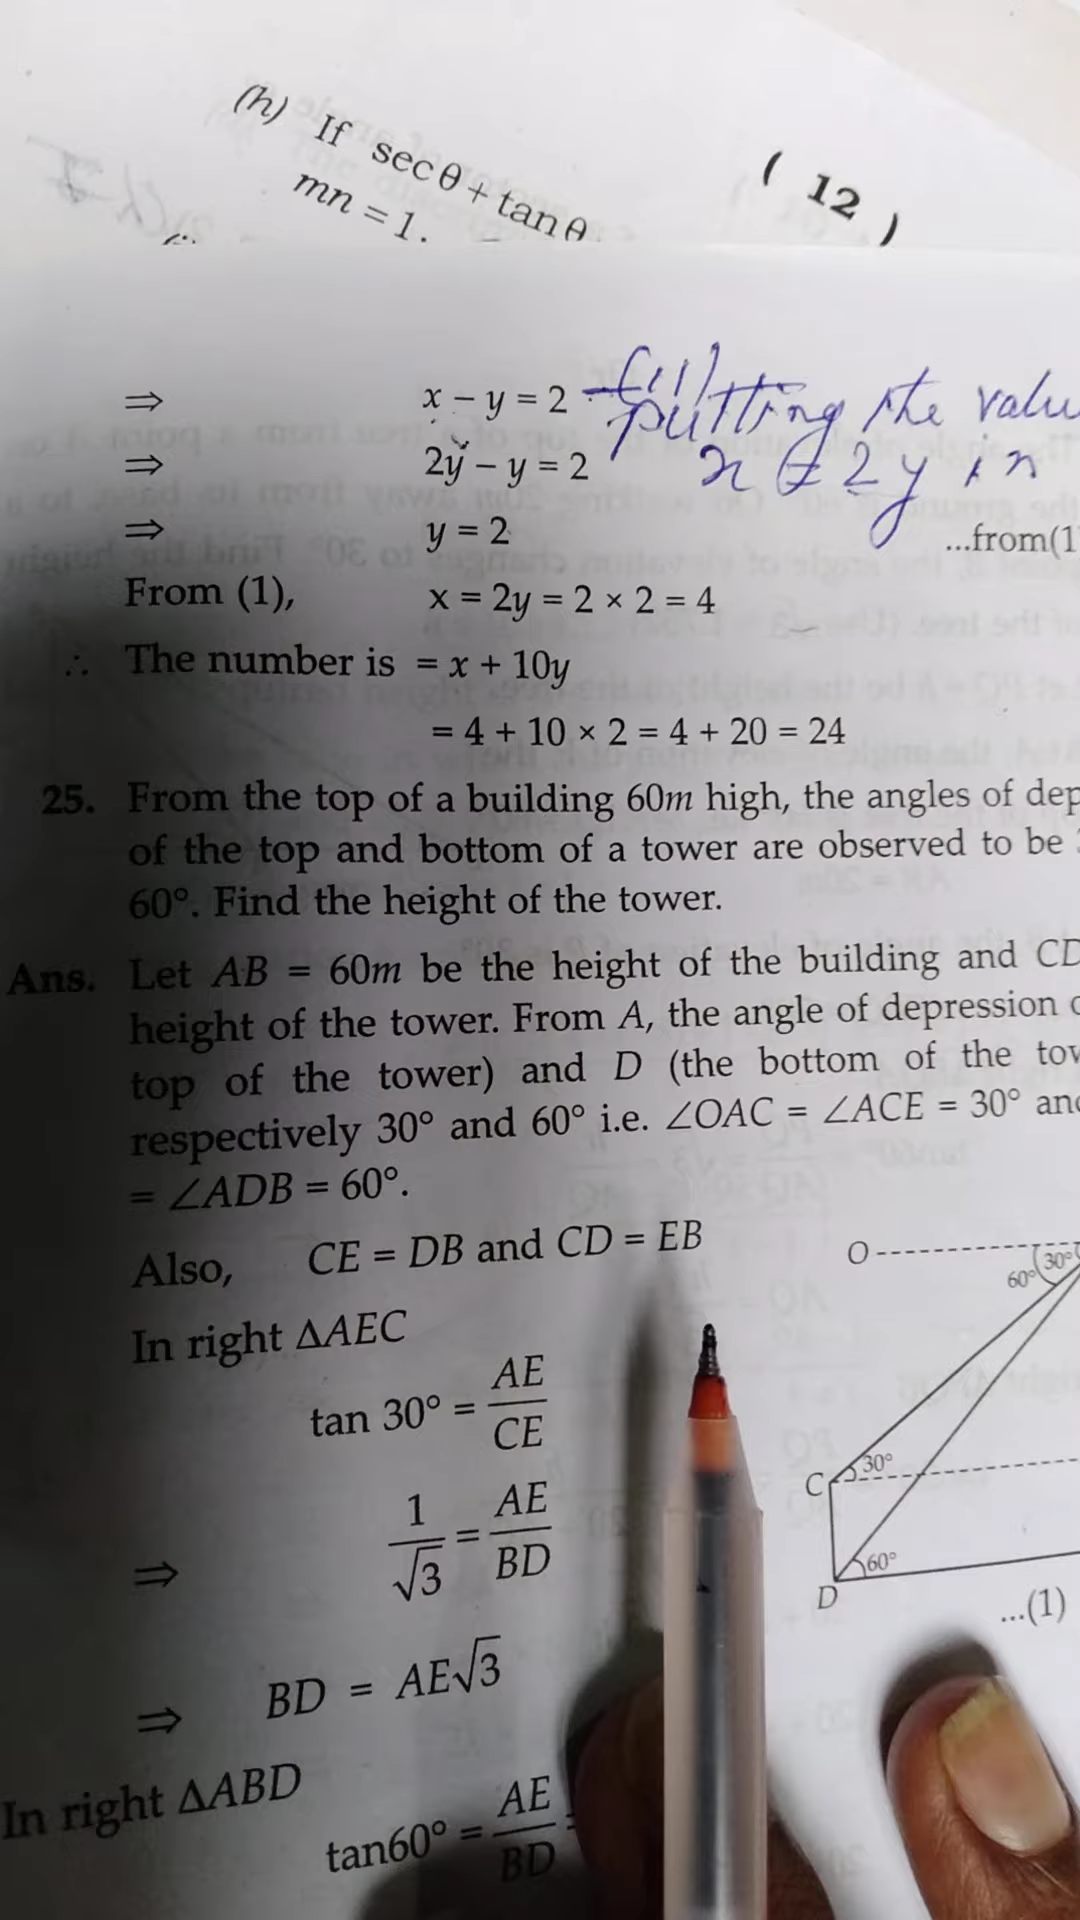 (h) If secθ + tanθ
mn = 1.
( 12 )
⇒ x – y = 2 –(11)
putting the valu
⇒ 2y – y = 2 x = 2y in
⇒ y = 2 ...from(1
From (1), x = 2y = 2 × 2 = 4
∴ The number is = x + 10y
= 4 + 10 × 2 = 4 + 20 = 24
25. From the top of a building 60m high, the angles of dep
of the top and bottom of a tower are observed to be
60°. Find the height of the tower.
Ans. Let AB = 60m be the height of the building and CD
height of the tower. From A, the angle of depression
top of the tower) and D (the bottom of the tow
respectively 30° and 60° i.e. ∠OAC = ∠ACE = 30° and
= ∠ADB = 60°.
Also, CE = DB and CD = EB
O 60° 30°
In right ΔAEC
tan 30° = AE/CE
C 30°
⇒ 1/√3 = AE/BD
60°
D
...(1)
⇒ BD = AE√3
In right ΔABD
tan60° = AE/BD =